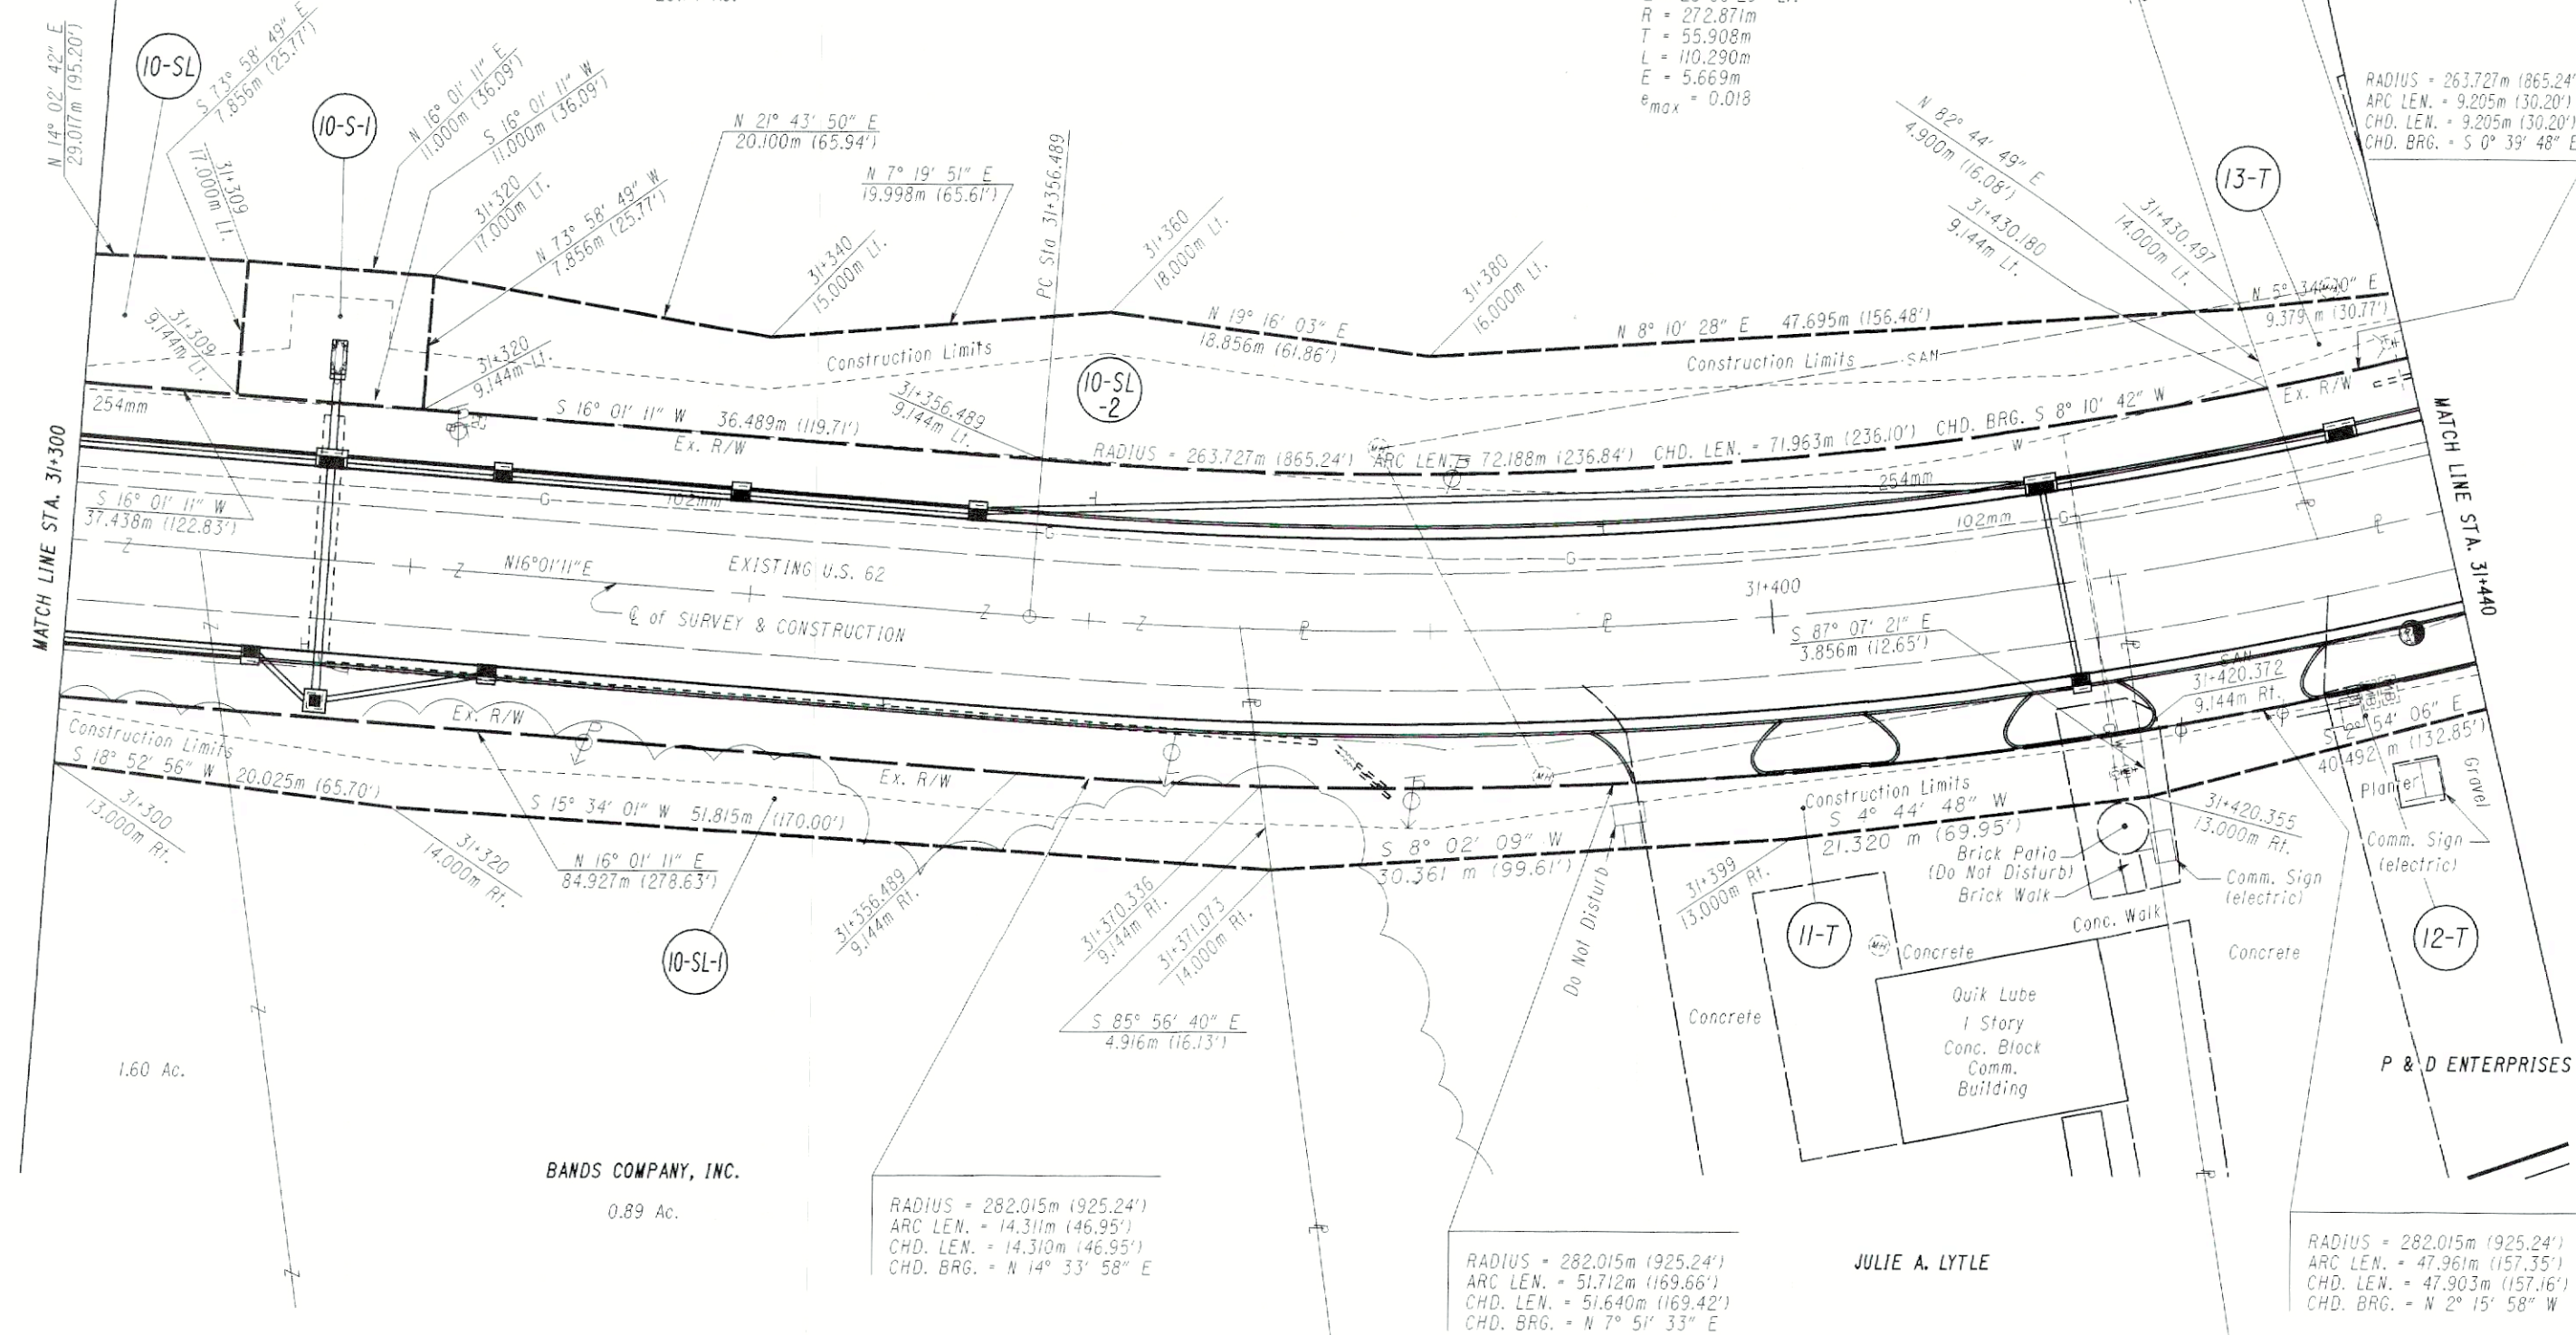 R = 272.871m
T = 55.908m
L = 110.290m
E = 5.669m
emax = 0.018
RADIUS = 263.727m (865.24'
ARC LEN. = 9.205m (30.20')
CHD. LEN. = 9.205m (30.20')
CHD. BRG. = S 0° 39' 48" E
N 14° 02' 42" E
29.017m (95.20')
10-SL
S 73° 58' 49" E
7.856m (25.77')
10-S-1
N 16° 01' 11" E
11.000m (36.09')
S 16° 01' 11" W
11.000m (36.09')
31+309
17.000m Lt.
31+320
17.000m Lt.
N 73° 58' 49" W
7.856m (25.77')
N 21° 43' 50" E
20.100m (65.94')
N 7° 19' 51" E
19.998m (65.61')
PC Sta 31+356.489
31+340
15.000m Lt.
31+360
18.000m Lt.
31+380
16.000m Lt.
N 82° 44' 49" E
4.900m (16.08')
31+430.180
9.144m Lt.
31+430.497
14.000m Lt.
13-T
N 5° 34' 30" E
9.379 m (30.77')
N 19° 16' 03" E
18.856m (61.86')
N 8° 10' 28" E 47.695m (156.48')
31+309
9.144m Lt.
31+320
9.144m Lt.
Construction Limits
Construction Limits
SAN
10-SL
-2
254mm
S 16° 01' 11" W 36.489m (119.71')
Ex. R/W
31+356.489
9.144m Lt.
RADIUS = 263.727m (865.24') ARC LEN. = 72.188m (236.84') CHD. LEN. = 71.963m (236.10') CHD. BRG. S 8° 10' 42" W
MH
W
Ex. R/W
MATCH LINE STA. 31+300
MATCH LINE STA. 31+440
S 16° 01' 11" W
37.438m (122.83')
G
102mm
G
254mm
102mm
G
G
N16°01'11"E
EXISTING U.S. 62
℄ of SURVEY & CONSTRUCTION
31+400
S 87° 07' 21" E
3.856m (12.65')
SAN
31+420.372
9.144m Rt.
Ex. R/W
Ex. R/W
MH
Construction Limits
S 18° 52' 56" W 20.025m (65.70')
S 15° 34' 01" W 51.815m (170.00')
31+300
13.000m Rt.
31+320
14.000m Rt.
N 16° 01' 11" E
84.927m (278.63')
31+356.489
9.144m Rt.
31+370.336
9.144m Rt.
31+371.073
14.000m Rt.
S 85° 56' 40" E
4.916m (16.13')
S 8° 02' 09" W
30.361 m (99.61')
Do Not Disturb
Construction Limits
S 4° 44' 48" W
21.320 m (69.95')
31+399
13.000m Rt.
Brick Patio
(Do Not Disturb)
Brick Walk
31+420.355
13.000m Rt.
S 2° 54' 06" E
40.492 m (132.85')
Planter
Gravel
Comm. Sign
(electric)
Comm. Sign
(electric)
10-SL-1
11-T
MH
Concrete
Conc. Walk
Concrete
12-T
Concrete
Quik Lube
1 Story
Conc. Block
Comm.
Building
1.60 Ac.
P & D ENTERPRISES
BANDS COMPANY, INC.
0.89 Ac.
RADIUS = 282.015m (925.24')
ARC LEN. = 14.311m (46.95')
CHD. LEN. = 14.310m (46.95')
CHD. BRG. = N 14° 33' 58" E
RADIUS = 282.015m (925.24')
ARC LEN. = 51.712m (169.66')
CHD. LEN. = 51.640m (169.42')
CHD. BRG. = N 7° 51' 33" E
JULIE A. LYTLE
RADIUS = 282.015m (925.24')
ARC LEN. = 47.961m (157.35')
CHD. LEN. = 47.903m (157.16')
CHD. BRG. = N 2° 15' 58" W